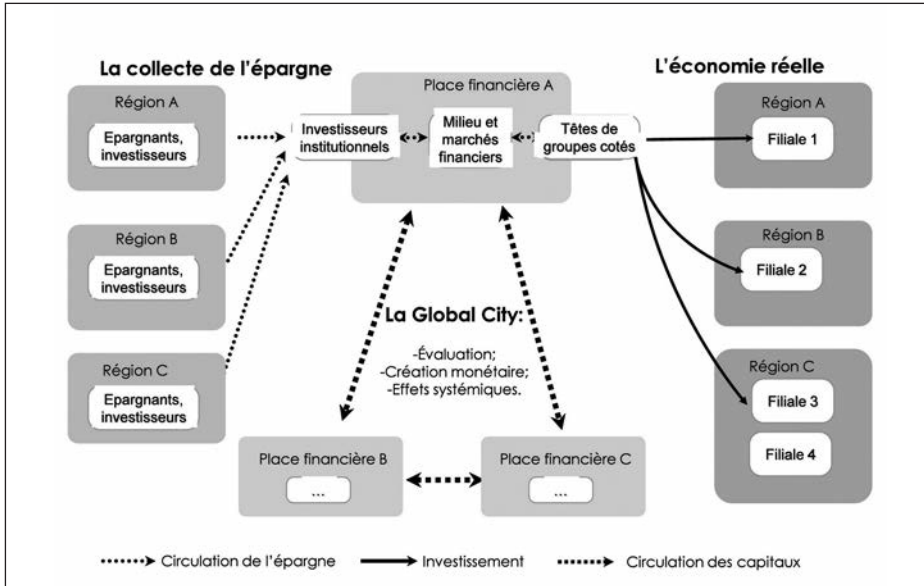 La collecte de l'épargne
Région A
Epargnants,
investisseurs
Région B
Epargnants,
investisseurs
Région C
Epargnants,
investisseurs
Place financière A
Investisseurs
institutionnels
Milieu et
marchés
financiers
Têtes de
groupes cotés
L'économie réelle
Région A
Filiale 1
Région B
Filiale 2
Région C
Filiale 3
Filiale 4
La Global City:
-Évaluation;
-Création monétaire;
-Effets systémiques.
Place financière B
...
Place financière C
...
Circulation de l'épargne
Investissement
Circulation des capitaux